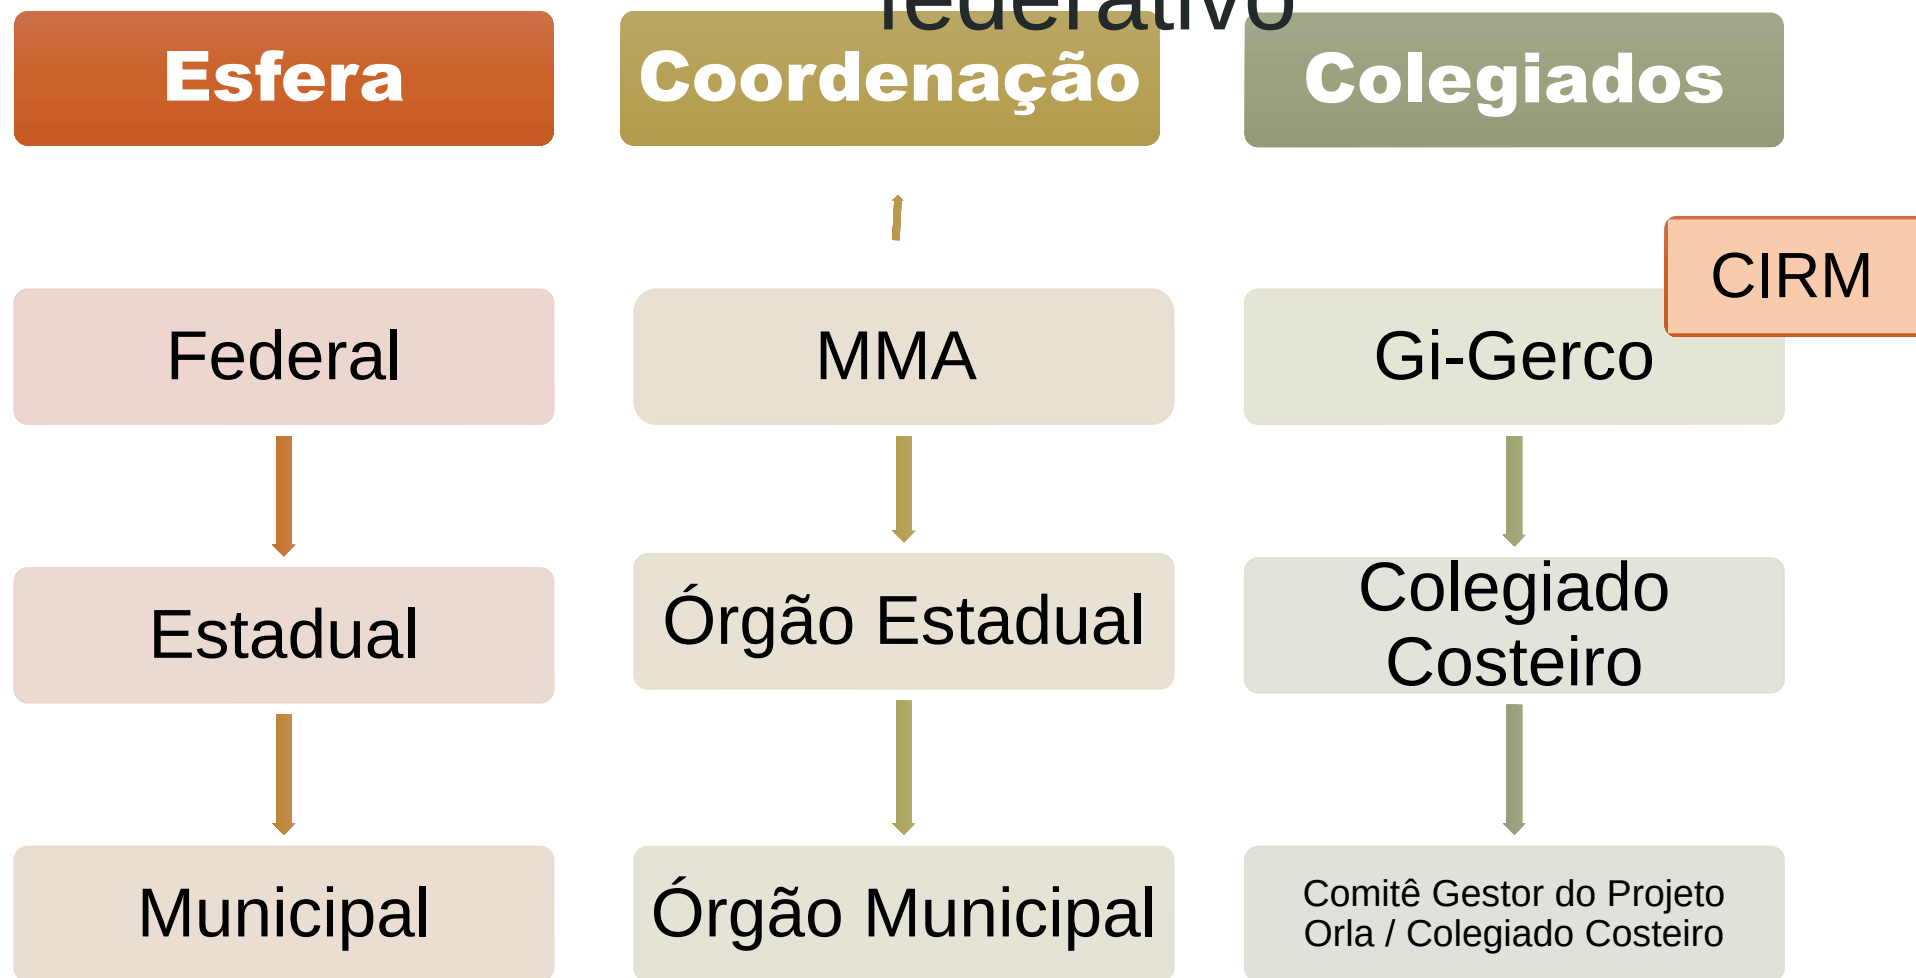 federativo
Esfera
Coordenação
Colegiados
CIRM
Federal
MMA
Gi-Gerco
Estadual
Órgão Estadual
Colegiado
Costeiro
Municipal
Órgão Municipal
Comitê Gestor do Projeto
Orla / Colegiado Costeiro